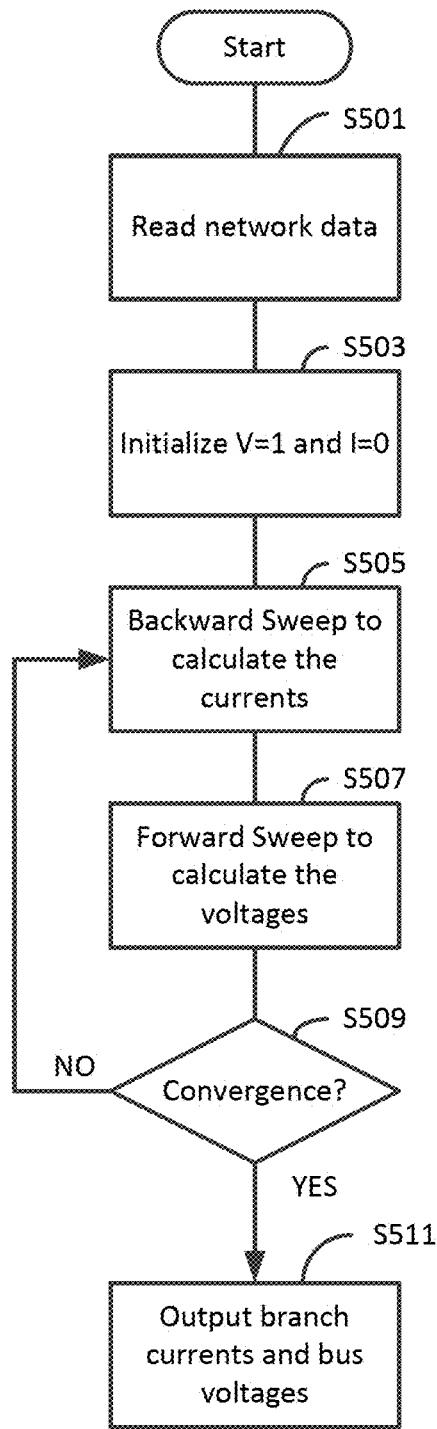 Start
S501
Read network data
S503
Initialize V=1 and I=0
S505
Backward Sweep to
calculate the
currents
S507
Forward Sweep to
calculate the
voltages
S509
NO
Convergence?
YES
S511
Output branch
currents and bus
voltages